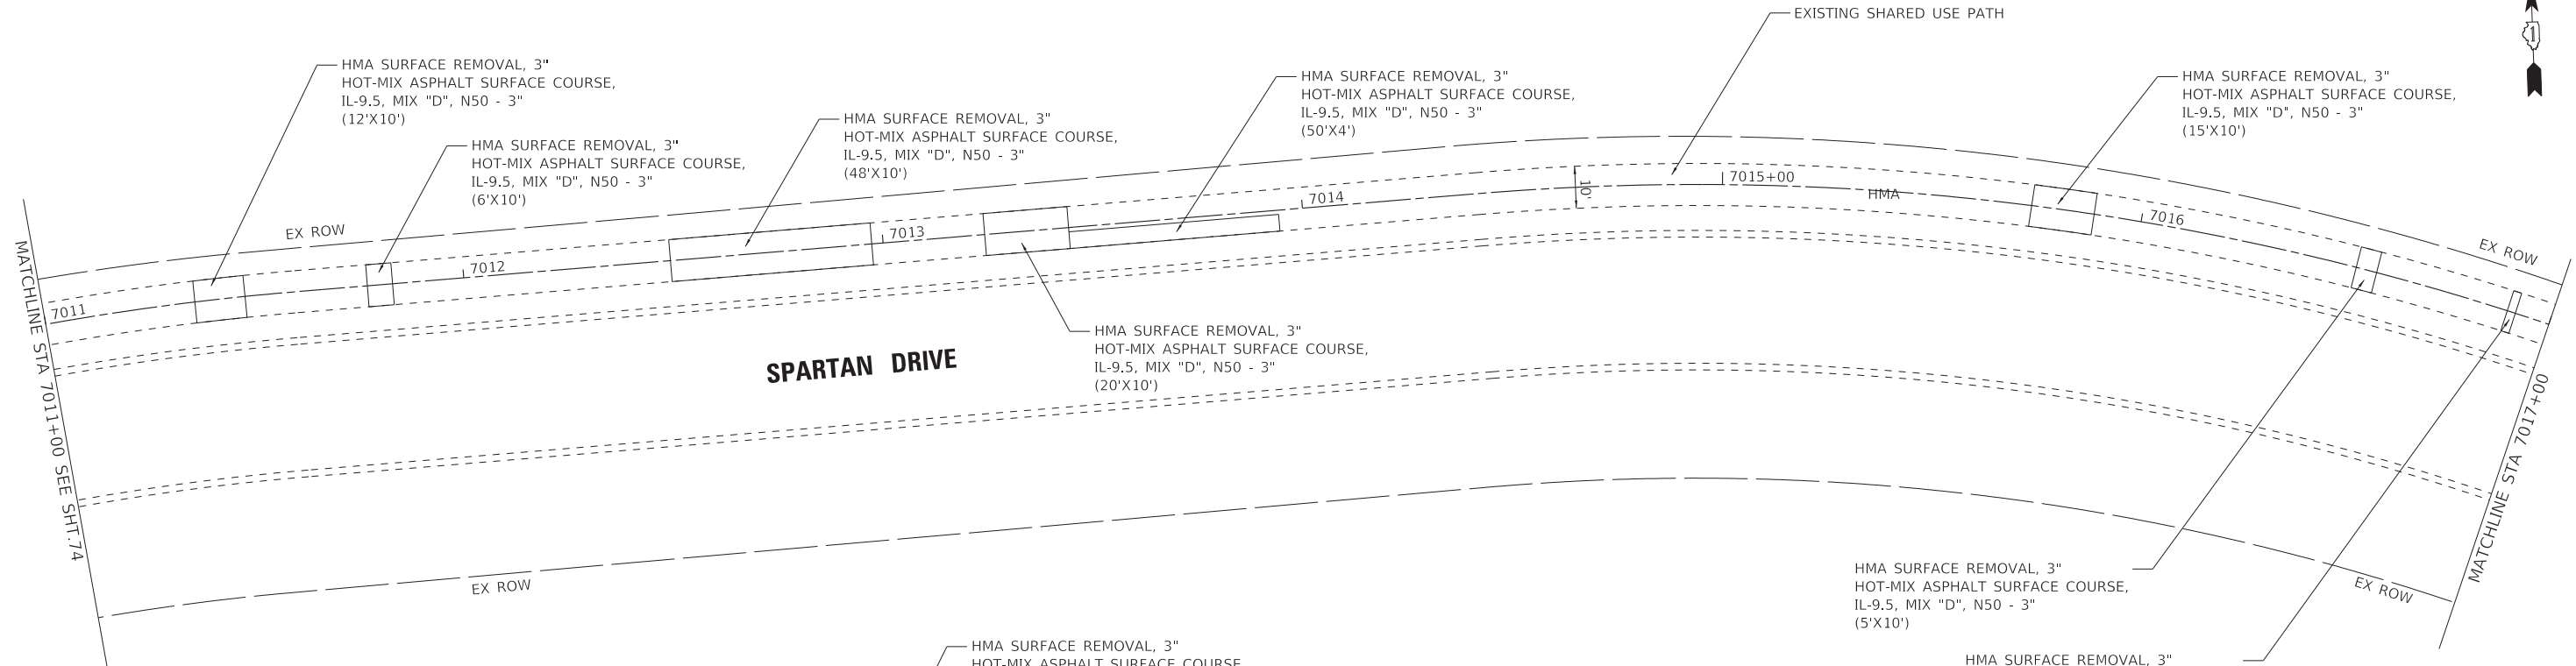 EXISTING SHARED USE PATH
1
HMA SURFACE REMOVAL, 3"
HOT-MIX ASPHALT SURFACE COURSE,
IL-9.5, MIX "D", N50 - 3"
(12'X10')
HMA SURFACE REMOVAL, 3"
HOT-MIX ASPHALT SURFACE COURSE,
IL-9.5, MIX "D", N50 - 3"
(6'X10')
HMA SURFACE REMOVAL, 3"
HOT-MIX ASPHALT SURFACE COURSE,
IL-9.5, MIX "D", N50 - 3"
(48'X10')
HMA SURFACE REMOVAL, 3"
HOT-MIX ASPHALT SURFACE COURSE,
IL-9.5, MIX "D", N50 - 3"
(50'X4')
HMA SURFACE REMOVAL, 3"
HOT-MIX ASPHALT SURFACE COURSE,
IL-9.5, MIX "D", N50 - 3"
(15'X10')
EX ROW
EX ROW
7011
7012
7013
7014
10'
7015+00
HMA
7016
MATCHLINE STA 7011+00 SEE SHT.74
SPARTAN DRIVE
HMA SURFACE REMOVAL, 3"
HOT-MIX ASPHALT SURFACE COURSE,
IL-9.5, MIX "D", N50 - 3"
(20'X10')
MATCHLINE STA 7017+00
EX ROW
EX ROW
HMA SURFACE REMOVAL, 3"
HOT-MIX ASPHALT SURFACE COURSE,
IL-9.5, MIX "D", N50 - 3"
(5'X10')
HMA SURFACE REMOVAL, 3"
HOT-MIX ASPHALT SURFACE COURSE
HMA SURFACE REMOVAL, 3"